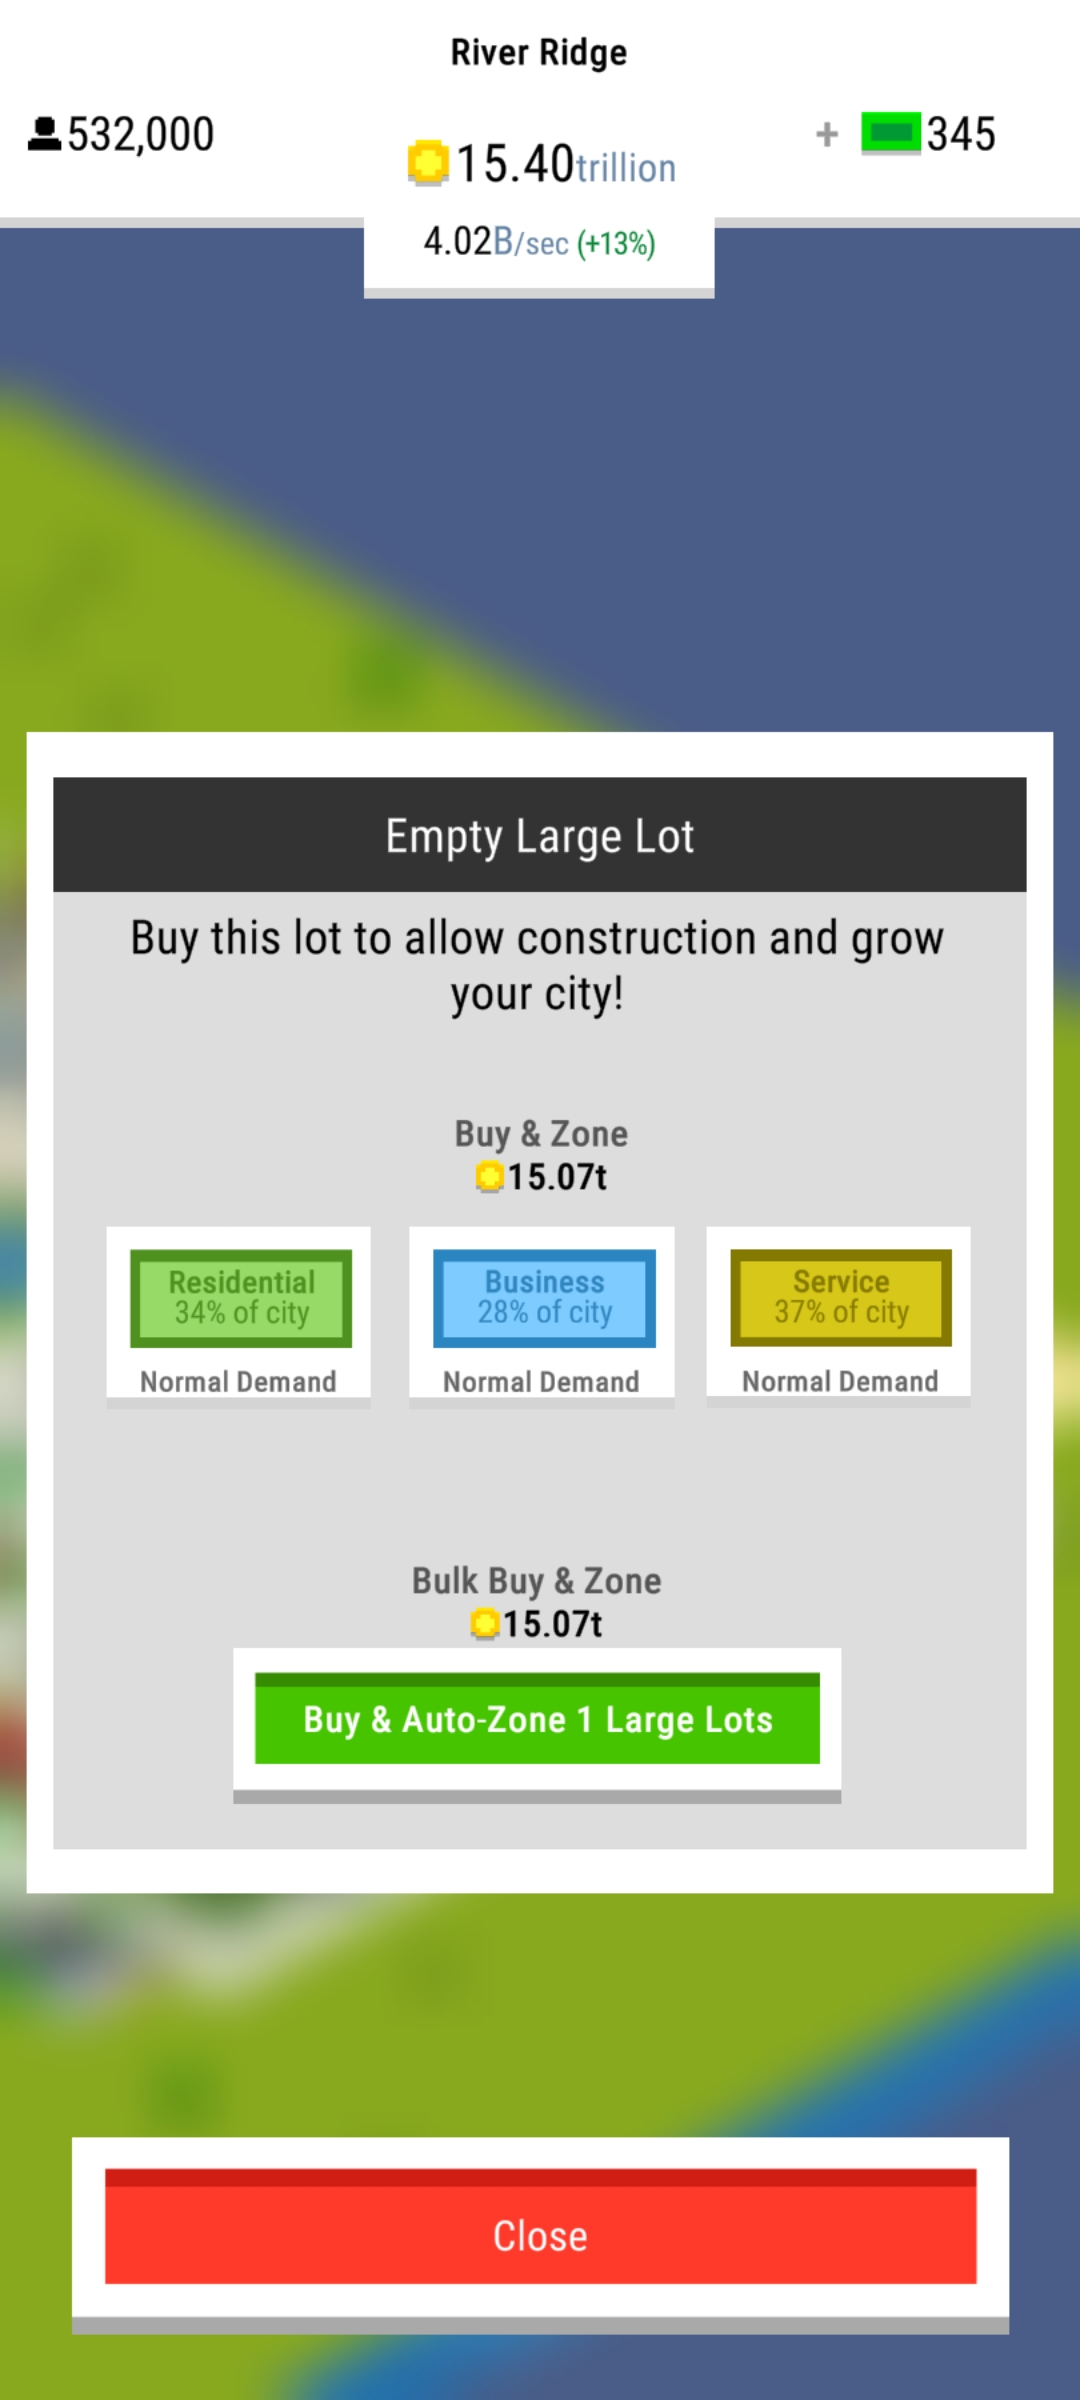 River Ridge
532,000
15.40trillion
+ 345
4.02B/sec (+13%)
Empty Large Lot
Buy this lot to allow construction and grow
your city!
Buy & Zone
15.07t
Residential
34% of city
Normal Demand
Business
28% of city
Normal Demand
Service
37% of city
Normal Demand
Bulk Buy & Zone
15.07t
Buy & Auto-Zone 1 Large Lots
Close